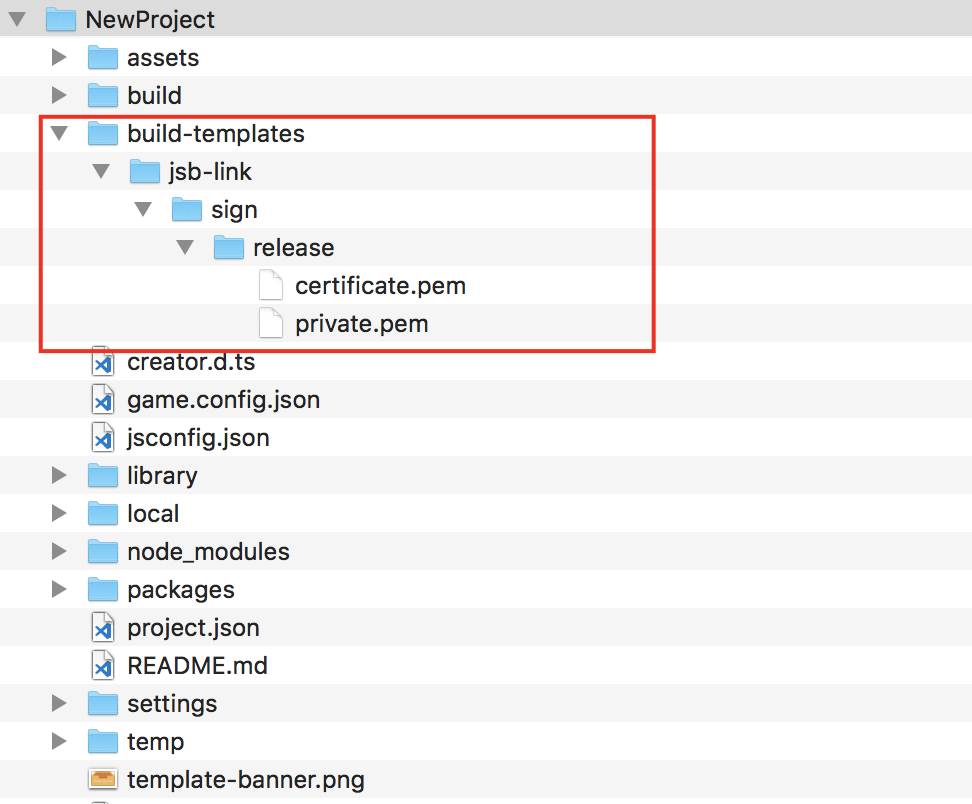 NewProject
assets
build
build-templates
jsb-link
sign
release
certificate.pem
private.pem
creator.d.ts
game.config.json
jsconfig.json
library
local
node_modules
packages
project.json
README.md
settings
temp
template-banner.png